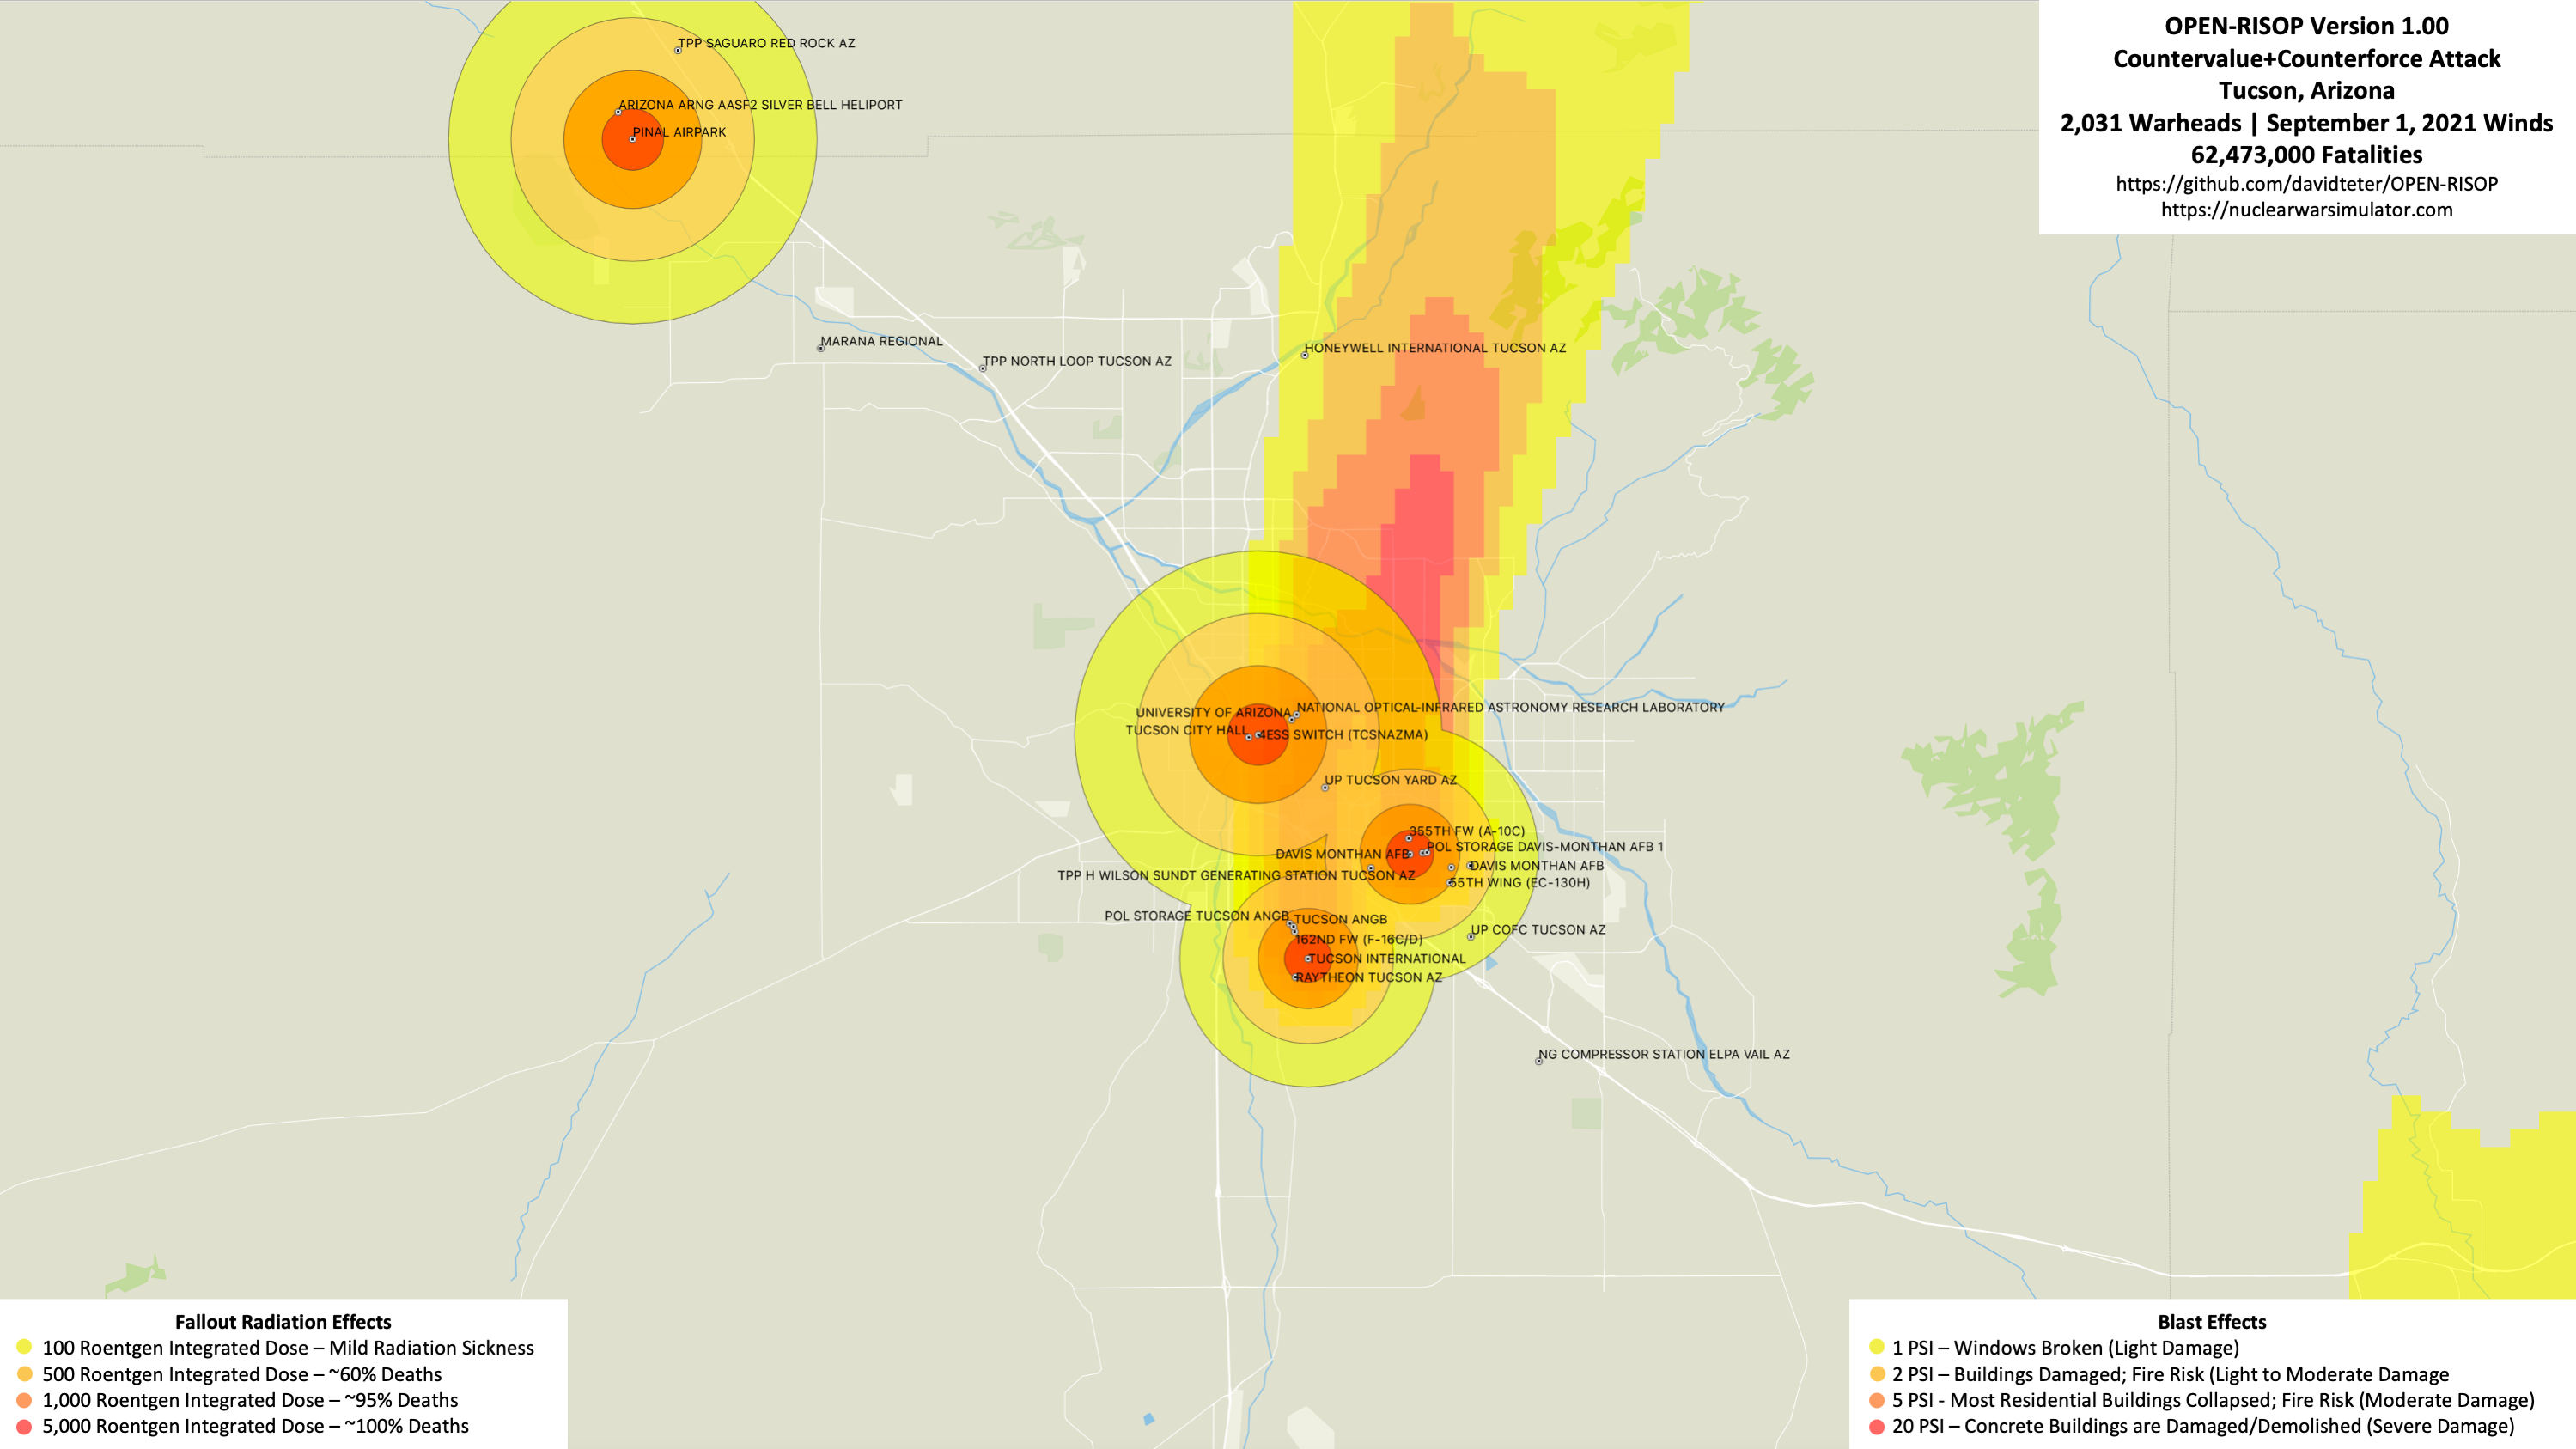 OPEN-RISOP Version 1.00
Countervalue+Counterforce Attack
Tucson, Arizona
2,031 Warheads | September 1, 2021 Winds
62,473,000 Fatalities
https://github.com/davidteter/OPEN-RISOP
https://nuclearwarsimulator.com
TPP SAGUARO RED ROCK AZ
ARIZONA ARNG AASF2 SILVER BELL HELIPORT
PINAL AIRPARK
MARANA REGIONAL
HONEYWELL INTERNATIONAL TUCSON AZ
TPP NORTH LOOP TUCSON AZ
UNIVERSITY OF ARIZONA
NATIONAL OPTICAL-INFRARED ASTRONOMY RESEARCH LABORATORY
TUCSON CITY HALL
4ESS SWITCH (TCSNAZMA)
UP TUCSON YARD AZ
355TH FW (A-10C)
DAVIS MONTHAN AFB
POL STORAGE DAVIS-MONTHAN AFB 1
DAVIS MONTHAN AFB
TPP H WILSON SUNDT GENERATING STATION TUCSON AZ
55TH WING (EC-130H)
POL STORAGE TUCSON ANGB
TUCSON ANGB
UP COFC TUCSON AZ
162ND FW (F-16C/D)
TUCSON INTERNATIONAL
RAYTHEON TUCSON AZ
NG COMPRESSOR STATION ELPA VAIL AZ
Fallout Radiation Effects
100 Roentgen Integrated Dose – Mild Radiation Sickness
500 Roentgen Integrated Dose – ~60% Deaths
1,000 Roentgen Integrated Dose – ~95% Deaths
5,000 Roentgen Integrated Dose – ~100% Deaths
Blast Effects
1 PSI – Windows Broken (Light Damage)
2 PSI – Buildings Damaged; Fire Risk (Light to Moderate Damage
5 PSI - Most Residential Buildings Collapsed; Fire Risk (Moderate Damage)
20 PSI – Concrete Buildings are Damaged/Demolished (Severe Damage)